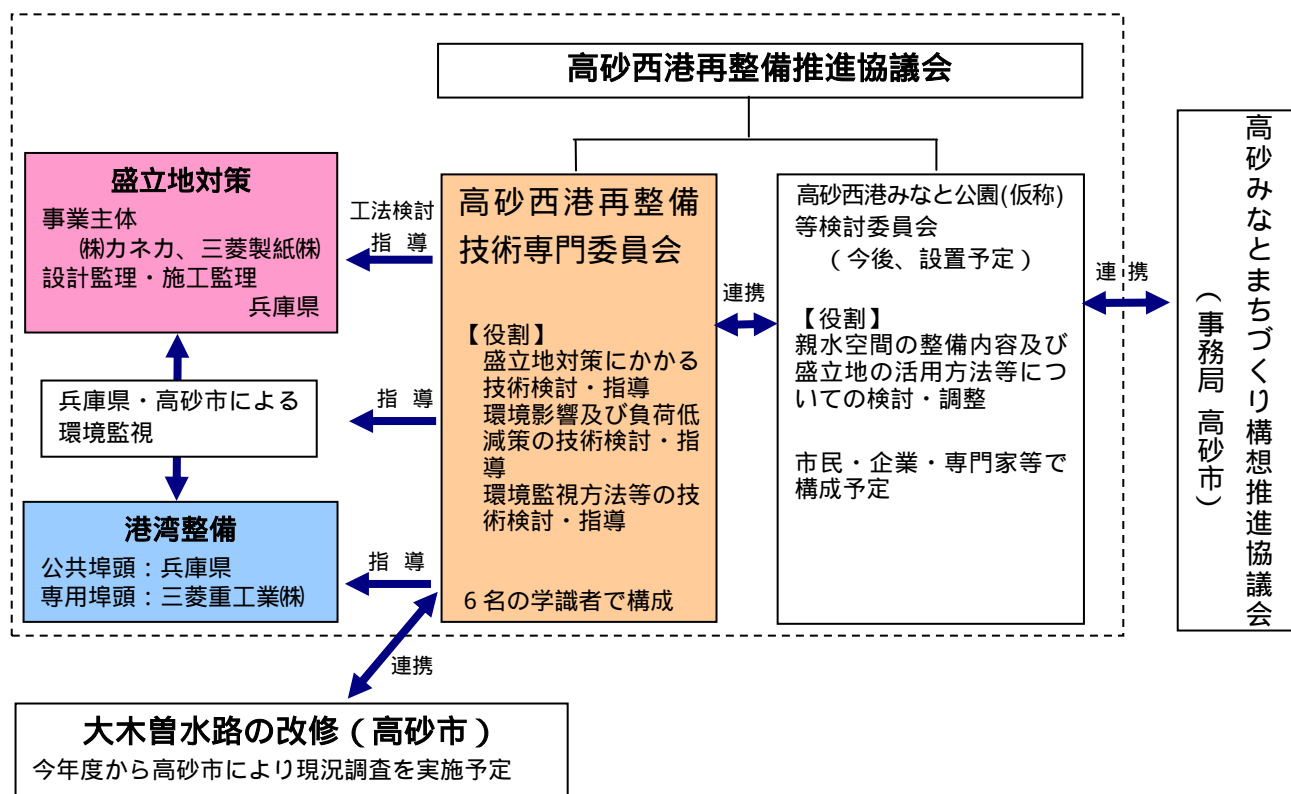 高砂西港再整備推進協議会
盛立地対策
事業主体
㈱カネカ、三菱製紙㈱
設計監理・施工監理
兵庫県
工法検討
指 導
高砂西港再整備
技術専門委員会
【役割】
盛立地対策にかかる
技術検討・指導
環境影響及び負荷低
減策の技術検討・指
導
環境監視方法等の技
術検討・指導
6名の学識者で構成
連携
高砂西港みなと公園(仮称)
等検討委員会
（今後、設置予定）
【役割】
親水空間の整備内容及び
盛立地の活用方法等につ
いての検討・調整
市民・企業・専門家等で
構成予定
連 携
高砂みなとまちづくり構想推進協議会
（事務局 高砂市）
兵庫県・高砂市による
環境監視
指 導
港湾整備
公共埠頭：兵庫県
専用埠頭：三菱重工業㈱
指 導
連携
大木曽水路の改修（高砂市）
今年度から高砂市により現況調査を実施予定